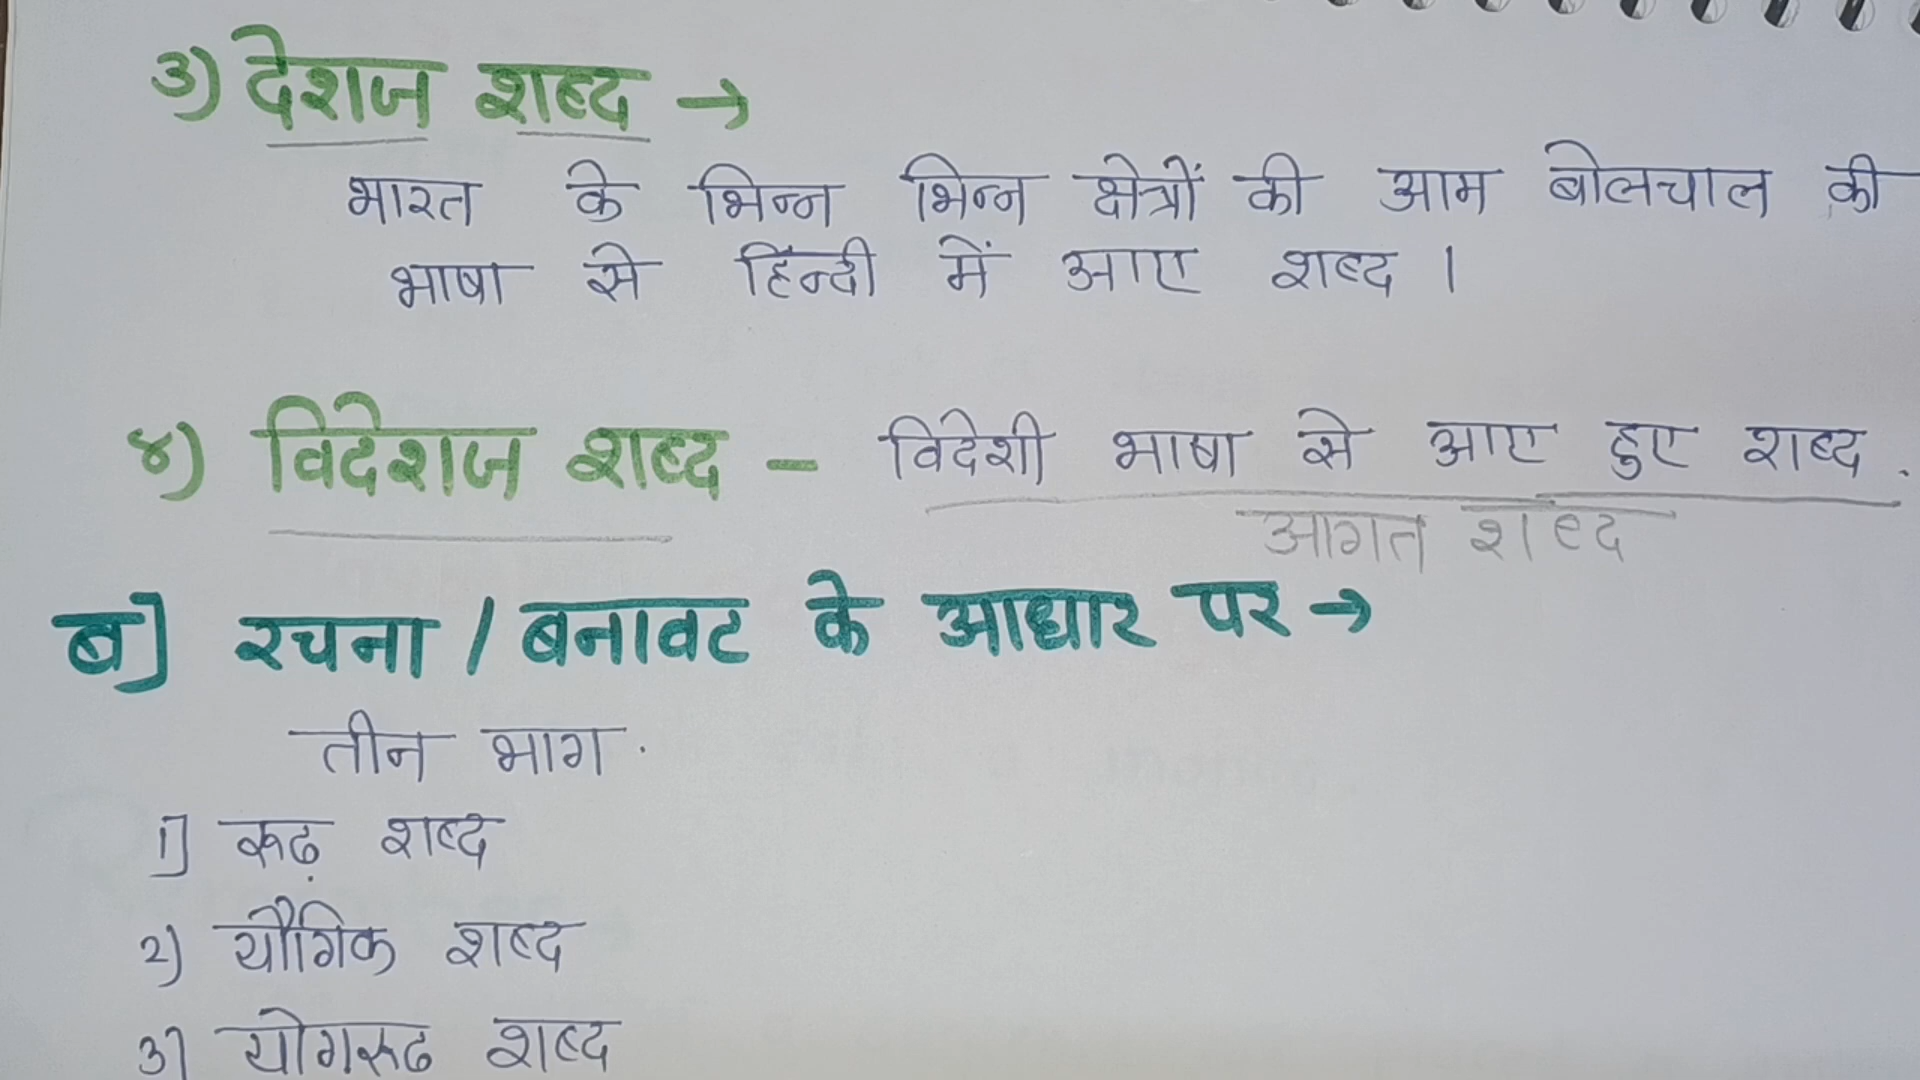 3) देशज शब्द →
भारत के भिन्न भिन्न क्षेत्रों की आम बोलचाल की
भाषा से हिन्दी में आए शब्द ।
४) विदेशज शब्द – विदेशी भाषा से आए हुए शब्द .
आगत शब्द
ब] रचना / बनावट के आधार पर →
तीन भाग .
1] रूढ़ शब्द
2) यौगिक शब्द
3] योगरूढ शब्द